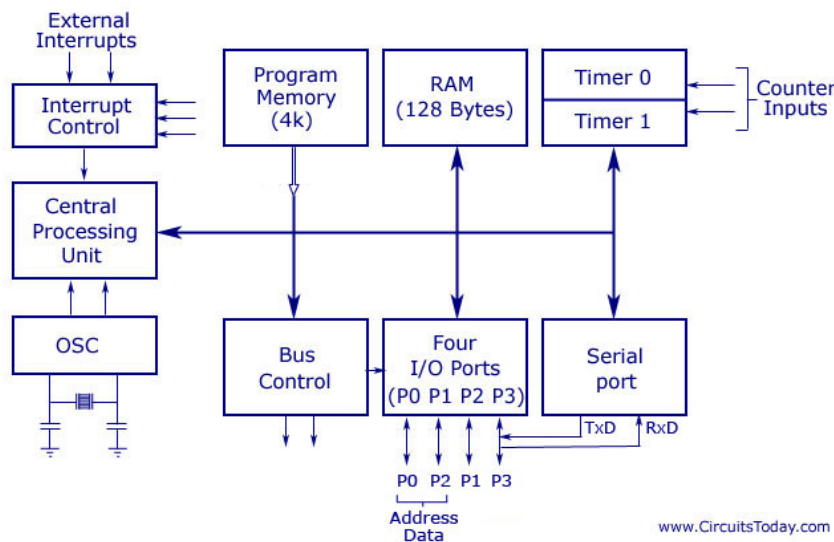 External
Interrupts
Interrupt
Control
Program
Memory
(4k)
RAM
(128 Bytes)
Timer 0
Timer 1
Counter
Inputs
Central
Processing
Unit
OSC
Bus
Control
Four
I/O Ports
(P0 P1 P2 P3)
Serial
port
TxD
RxD
P0 P2 P1 P3
Address
Data
www.CircuitsToday.com